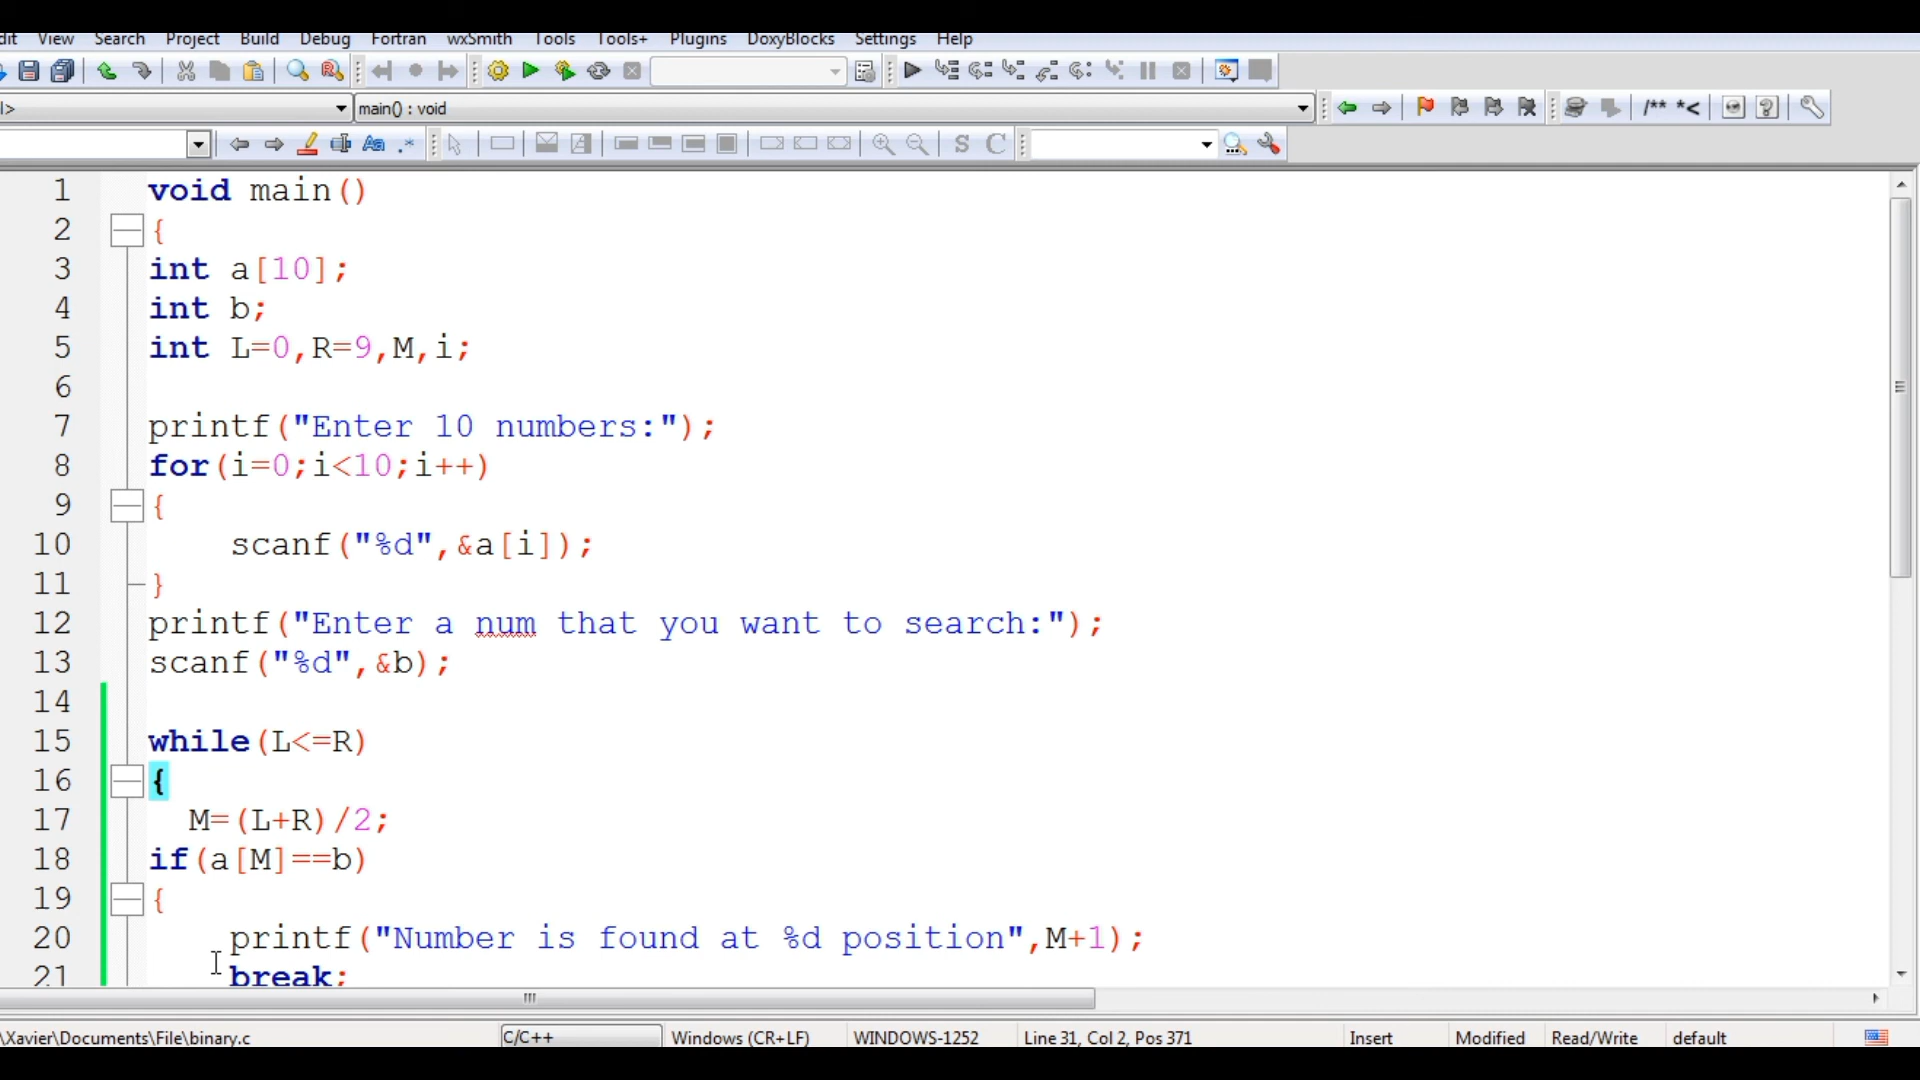 dit View Search Project Build Debug Fortran wxSmith Tools Tools+ Plugins DoxyBlocks Settings Help
l> main() : void /** *<
Aa .* S C
1 void main()
2 {
3 int a[10];
4 int b;
5 int L=0,R=9,M,i;
6
7 printf("Enter 10 numbers:");
8 for(i=0;i<10;i++)
9 {
10 scanf("%d",&a[i]);
11 }
12 printf("Enter a num that you want to search:");
13 scanf("%d",&b);
14
15 while(L<=R)
16 {
17 M=(L+R)/2;
18 if(a[M]==b)
19 {
20 printf("Number is found at %d position",M+1);
21 break;
\Xavier\Documents\File\binary.c C/C++ Windows (CR+LF) WINDOWS-1252 Line 31, Col 2, Pos 371 Insert Modified Read/Write default